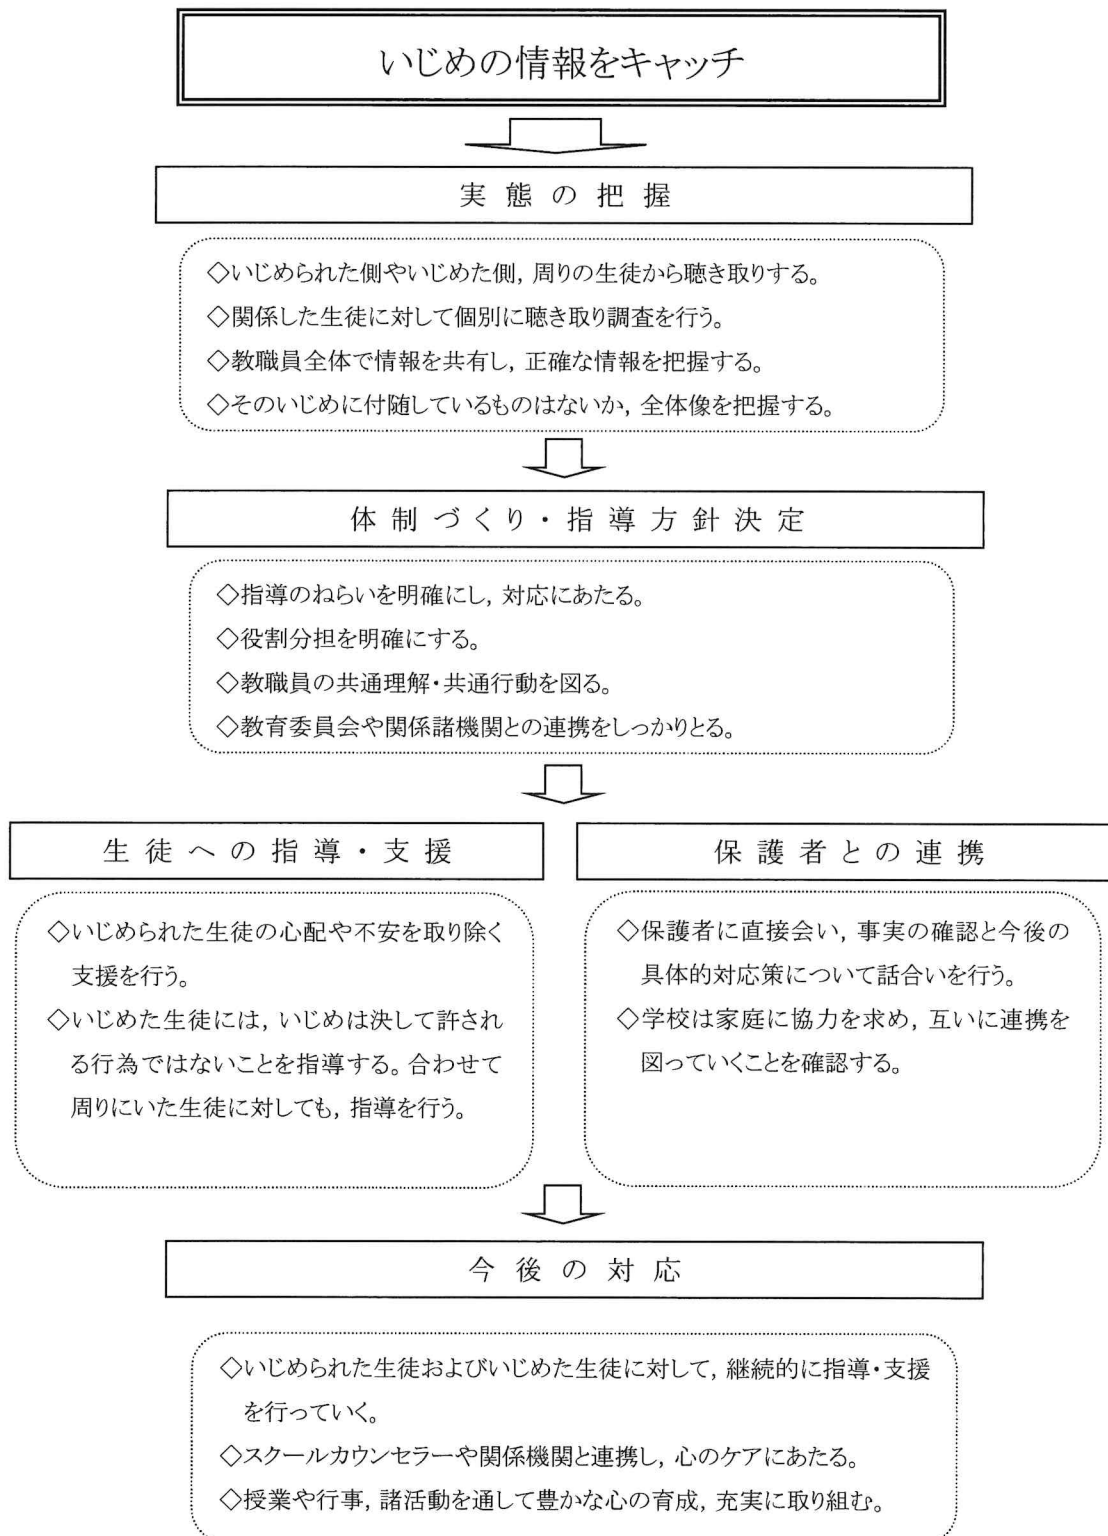 いじめの情報をキャッチ
実態の把握
◇いじめられた側やいじめた側，周りの生徒から聴き取りする。
◇関係した生徒に対して個別に聴き取り調査を行う。
◇教職員全体で情報を共有し，正確な情報を把握する。
◇そのいじめに付随しているものはないか，全体像を把握する。
体制づくり・指導方針決定
◇指導のねらいを明確にし，対応にあたる。
◇役割分担を明確にする。
◇教職員の共通理解・共通行動を図る。
◇教育委員会や関係諸機関との連携をしっかりとる。
生徒への指導・支援
◇いじめられた生徒の心配や不安を取り除く
支援を行う。
◇いじめた生徒には，いじめは決して許され
る行為ではないことを指導する。合わせて
周りにいた生徒に対しても，指導を行う。
保護者との連携
◇保護者に直接会い，事実の確認と今後の
具体的対応策について話合いを行う。
◇学校は家庭に協力を求め，互いに連携を
図っていくことを確認する。
今後の対応
◇いじめられた生徒およびいじめた生徒に対して，継続的に指導・支援
を行っていく。
◇スクールカウンセラーや関係機関と連携し，心のケアにあたる。
◇授業や行事，諸活動を通して豊かな心の育成，充実に取り組む。